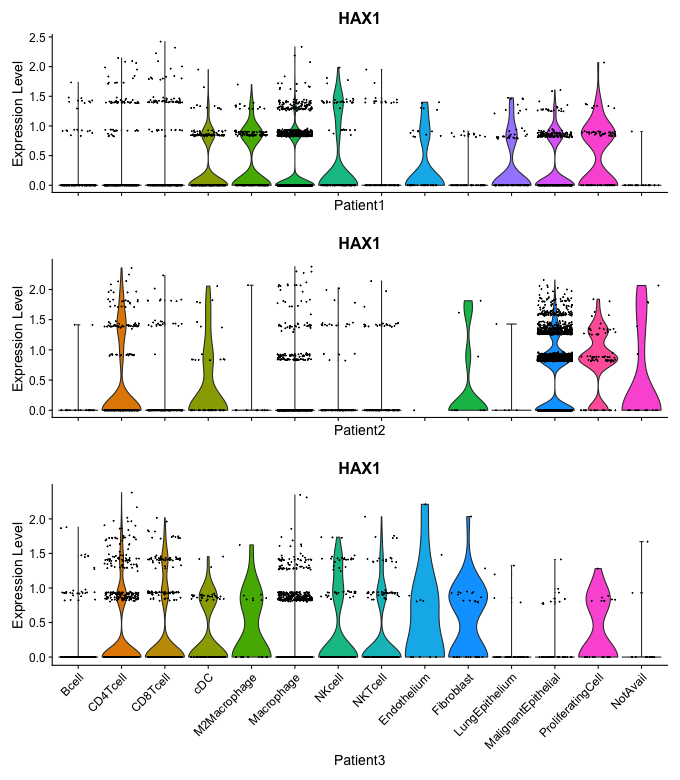 HAX1
Expression Level
2.5
2.0
1.5
1.0
0.5
0.0
Patient1
HAX1
Expression Level
2.0
1.5
1.0
0.5
0.0
Patient2
HAX1
Expression Level
2.0
1.5
1.0
0.5
0.0
Bcell
CD4Tcell
CD8Tcell
cDC
M2Macrophage
Macrophage
NKcell
NKTcell
Endothelium
Fibroblast
LungEpithelium
MalignantEpithelial
ProliferatingCell
NotAvail
Patient3